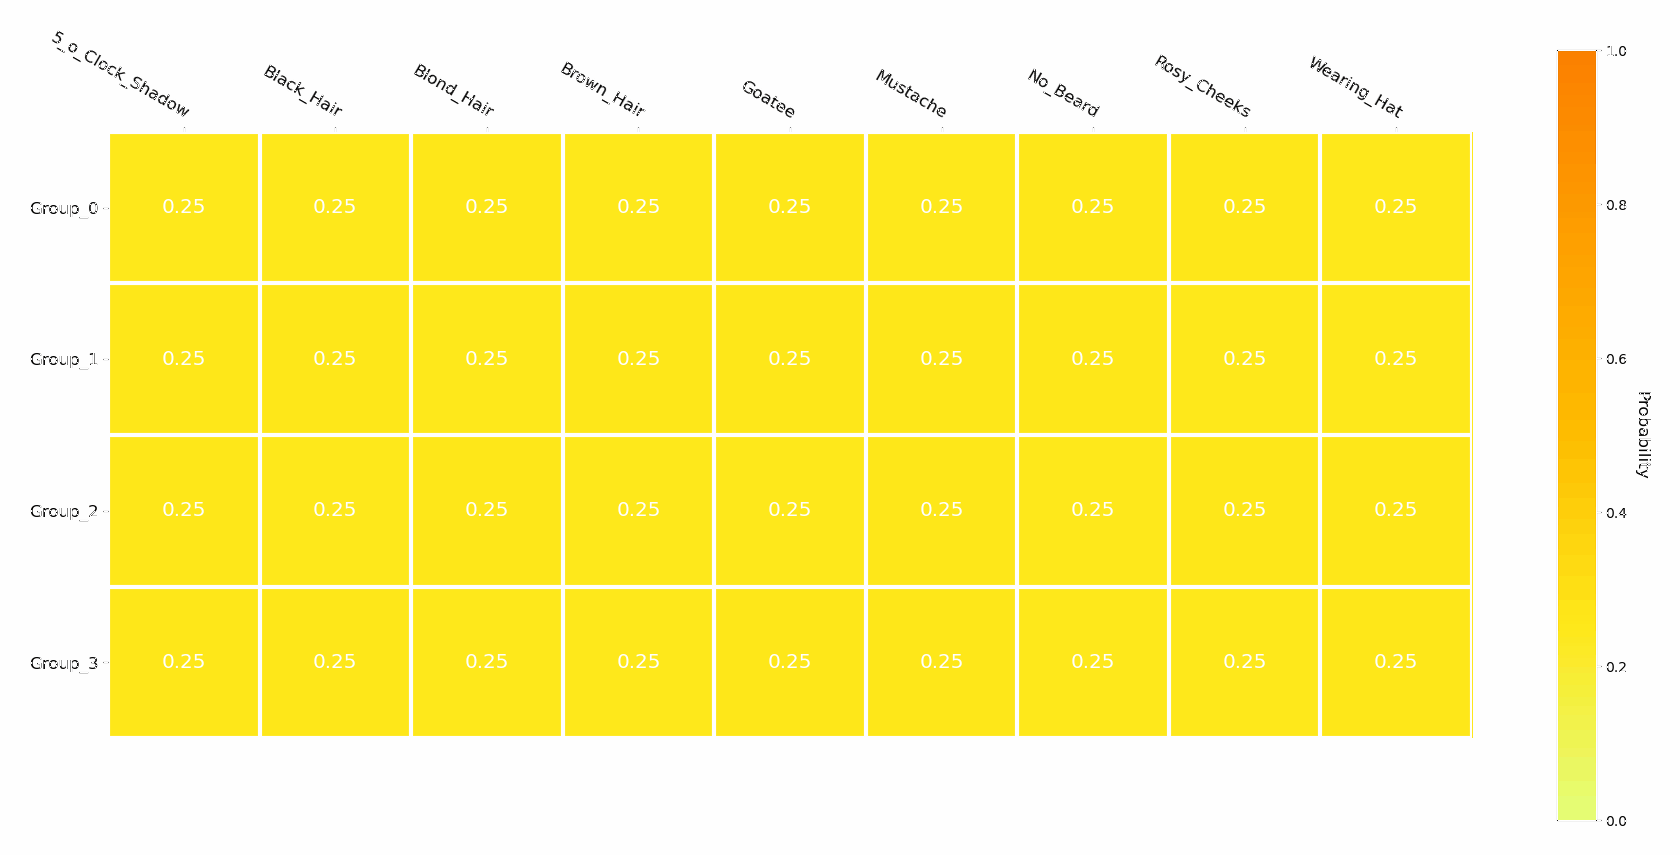 5_o_Clock_Shadow Black_Hair Blond_Hair Brown_Hair Goatee Mustache No_Beard Rosy_Cheeks Wearing_Hat
Group_0 0.25 0.25 0.25 0.25 0.25 0.25 0.25 0.25 0.25
Group_1 0.25 0.25 0.25 0.25 0.25 0.25 0.25 0.25 0.25
Group_2 0.25 0.25 0.25 0.25 0.25 0.25 0.25 0.25 0.25
Group_3 0.25 0.25 0.25 0.25 0.25 0.25 0.25 0.25 0.25
1.0
0.8
0.6
0.4
0.2
0.0
Probability